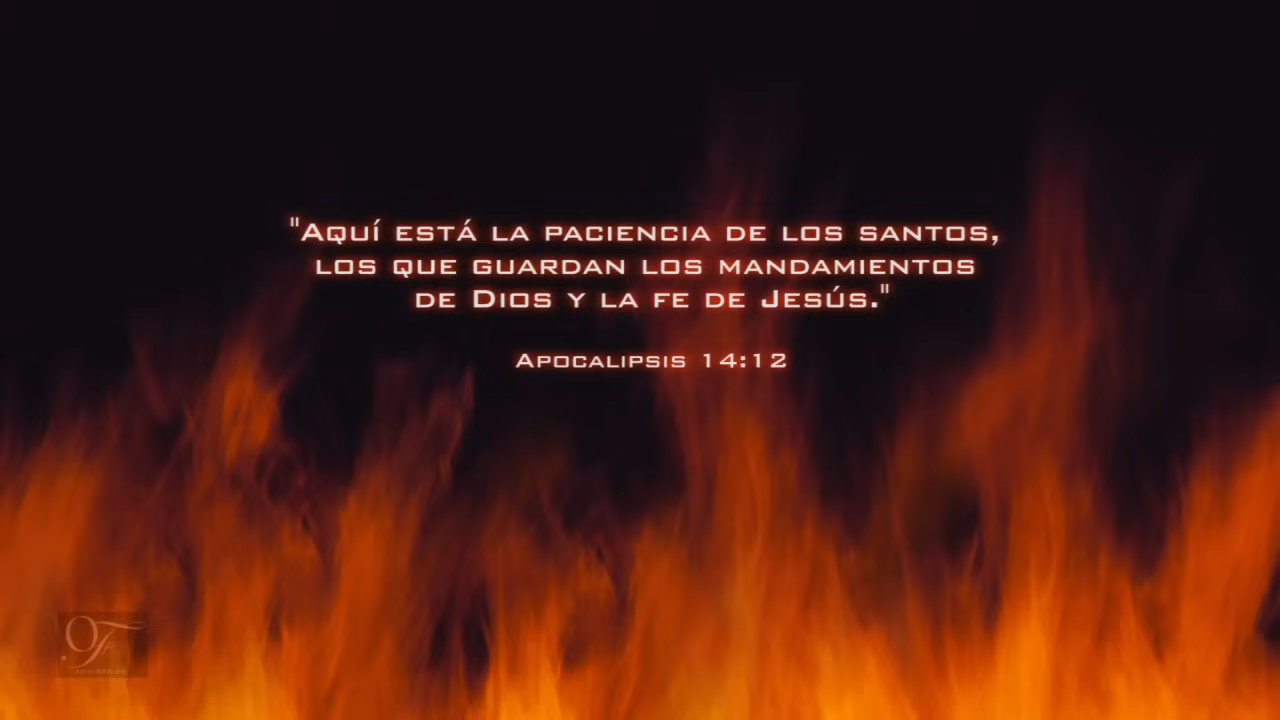 "Aquí está la paciencia de los santos,
los que guardan los mandamientos
de Dios y la fe de Jesús."
Apocalipsis 14:12